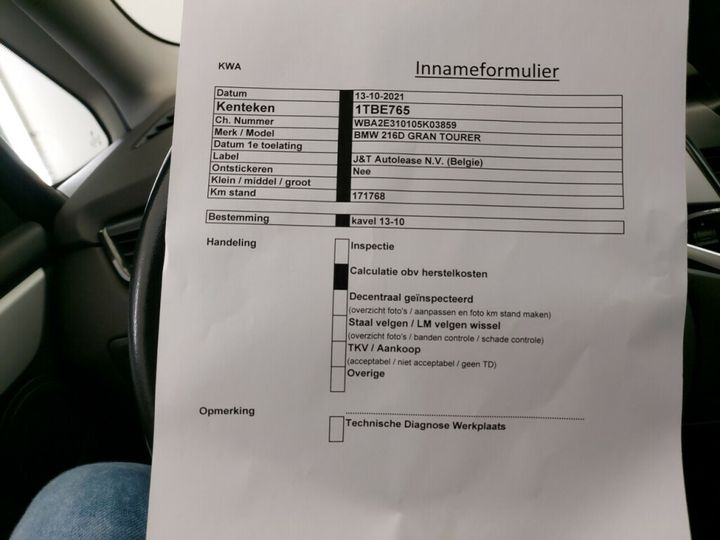 KWA
Innameformulier
Datum 13-10-2021
Kenteken 1TBE765
Ch. Nummer WBA2E310105K03859
Merk / Model BMW 216D GRAN TOURER
Datum 1e toelating
Label J&T Autolease N.V. (Belgie)
Ontstickeren Nee
Klein / middel / groot
Km stand 171768
Bestemming kavel 13-10
Handeling Inspectie
Calculatie obv herstelkosten
Decentraal geïnspecteerd
(overzicht foto's / aanpassen en foto km stand maken)
Staal velgen / LM velgen wissel
(overzicht foto's / banden controle / schade controle)
TKV / Aankoop
(acceptabel / niet acceptabel / geen TD)
Overige
Opmerking
Technische Diagnose Werkplaats